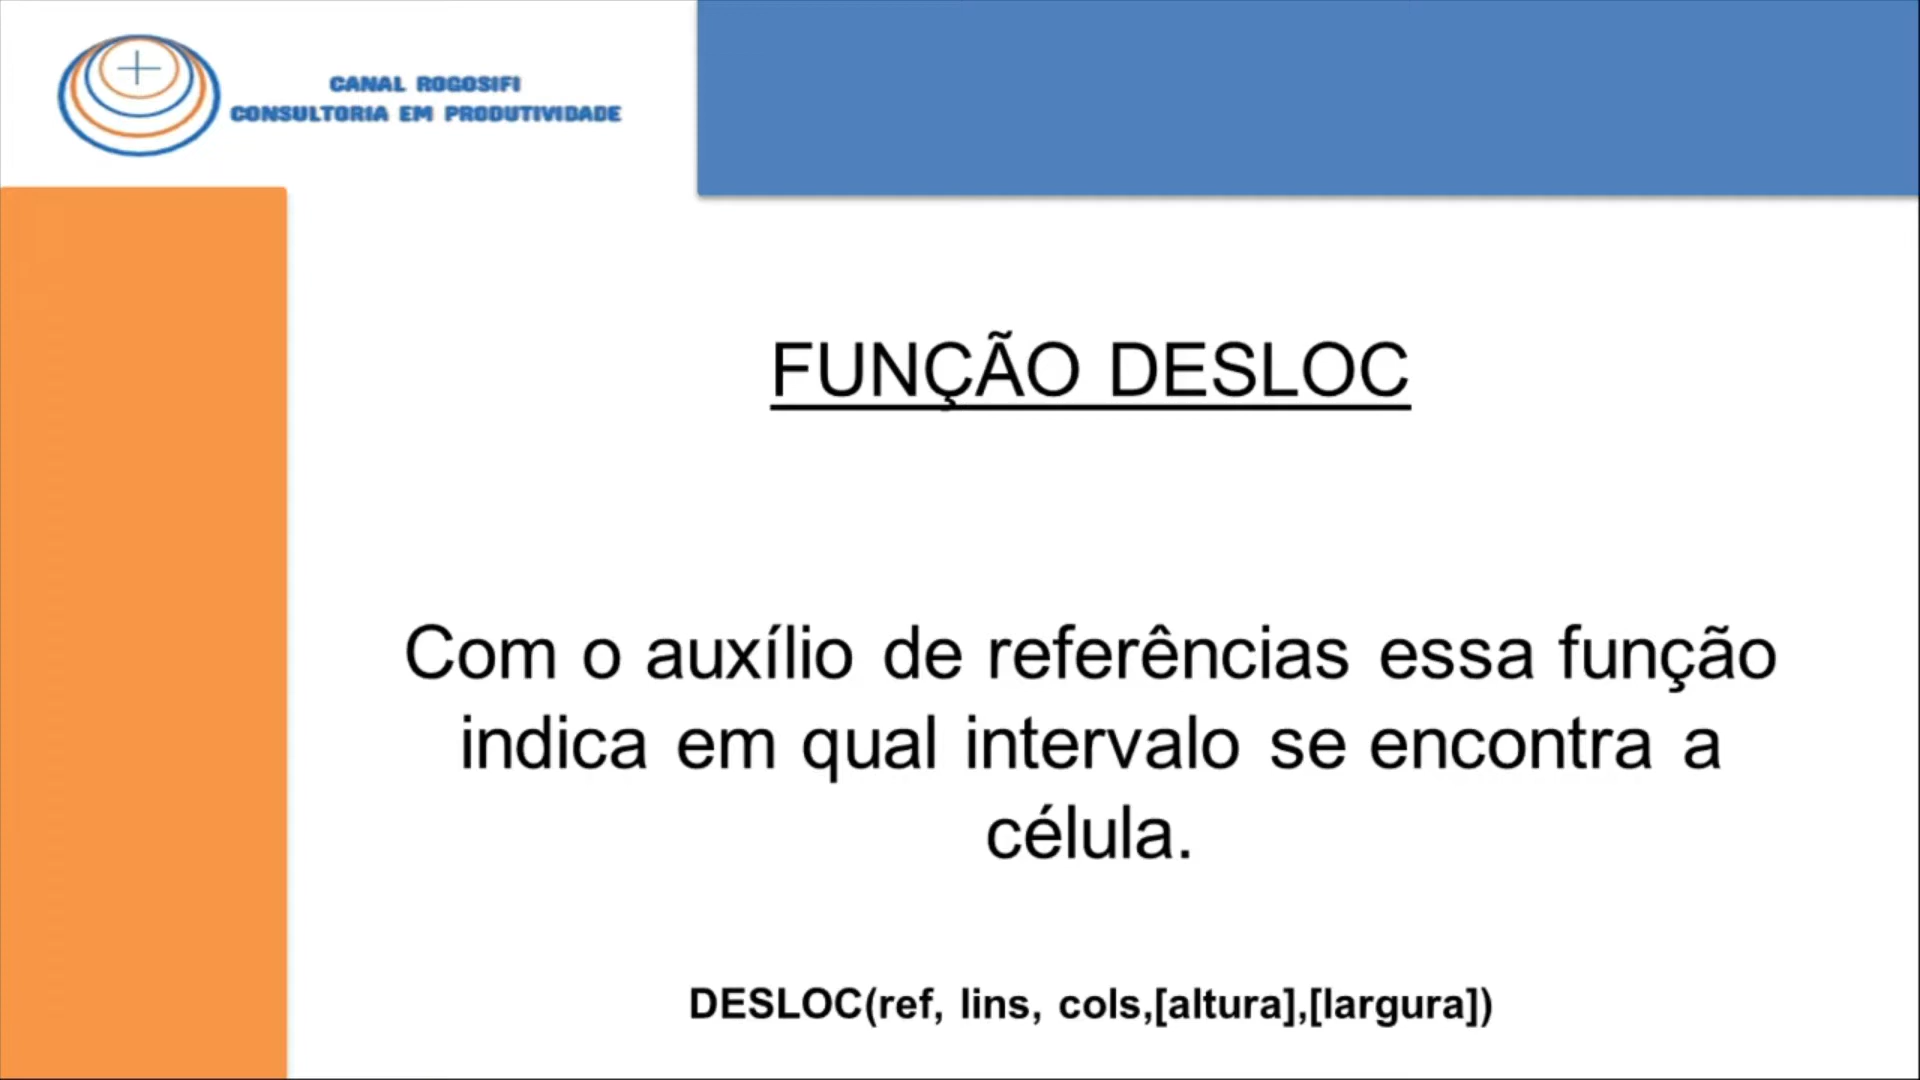 CANAL ROGOSIFI
CONSULTORIA EM PRODUTIVIDADE
FUNÇÃO DESLOC
Com o auxílio de referências essa função
indica em qual intervalo se encontra a
célula.
DESLOC(ref, lins, cols,[altura],[largura])